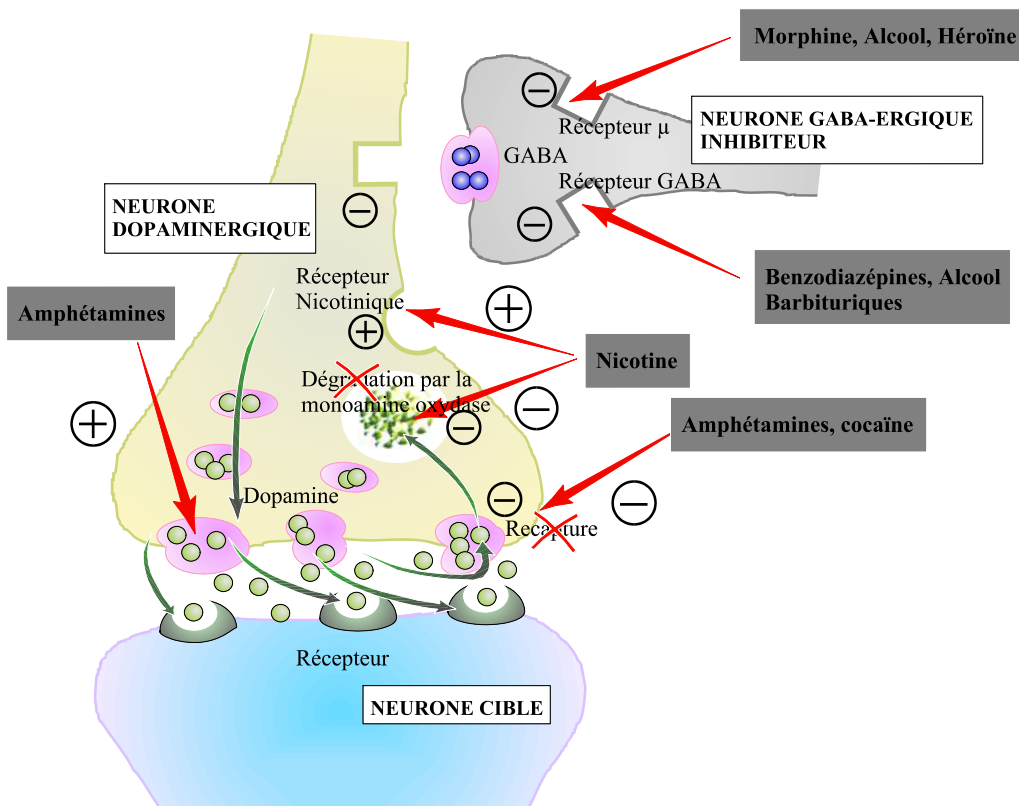 Morphine, Alcool, Héroïne
Récepteur µ
NEURONE GABA-ERGIQUE
INHIBITEUR
GABA
Récepteur GABA
NEURONE
DOPAMINERGIQUE
Benzodiazépines, Alcool
Barbituriques
Récepteur
Nicotinique
Amphétamines
Nicotine
Dégradation par la
monoamine oxydase
Amphétamines, cocaïne
Dopamine
Recapture
Récepteur
NEURONE CIBLE